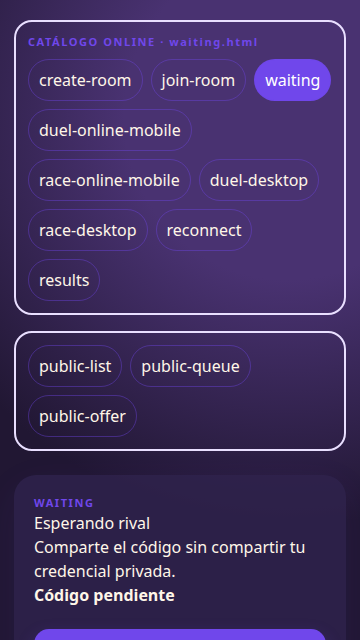 CATÁLOGO ONLINE · waiting.html
create-room join-room waiting
duel-online-mobile
race-online-mobile duel-desktop
race-desktop reconnect
results
public-list public-queue
public-offer
WAITING
Esperando rival
Comparte el código sin compartir tu
credencial privada.
Código pendiente